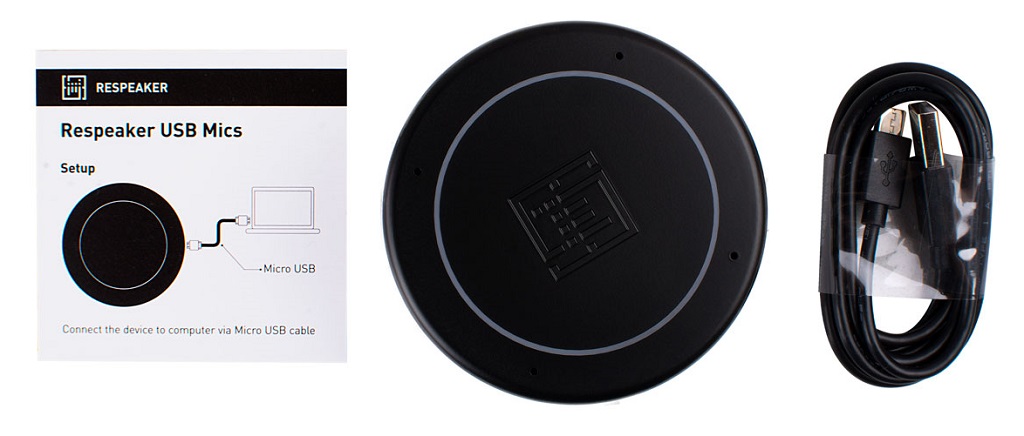 RESPEAKER
Respeaker USB Mics
Setup
Micro USB
Connect the device to computer via Micro USB cable